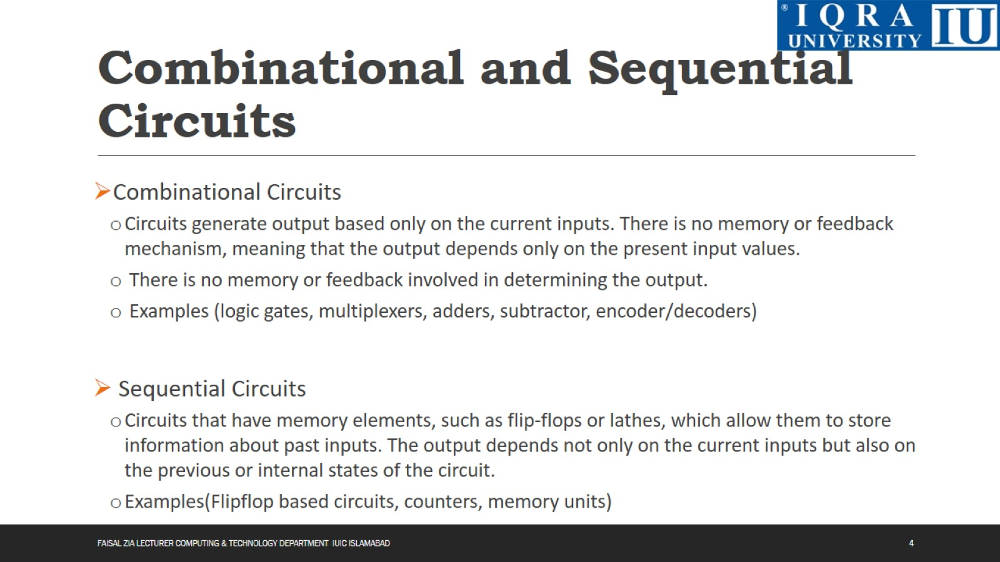 ® IQRA
UNIVERSITY IU
Combinational and Sequential
Circuits
Combinational Circuits
Circuits generate output based only on the current inputs. There is no memory or feedback
mechanism, meaning that the output depends only on the present input values.
There is no memory or feedback involved in determining the output.
Examples (logic gates, multiplexers, adders, subtractor, encoder/decoders)
Sequential Circuits
Circuits that have memory elements, such as flip-flops or lathes, which allow them to store
information about past inputs. The output depends not only on the current inputs but also on
the previous or internal states of the circuit.
Examples(Flipflop based circuits, counters, memory units)
FAISAL ZIA LECTURER COMPUTING & TECHNOLOGY DEPARTMENT IUIC ISLAMABAD 4